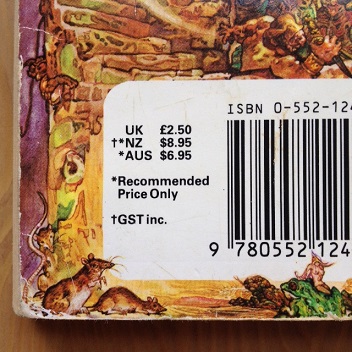 ISBN 0-552-124
UK £2.50
†*NZ $8.95
*AUS $6.95
*Recommended
Price Only
†GST inc.
9 780552 124